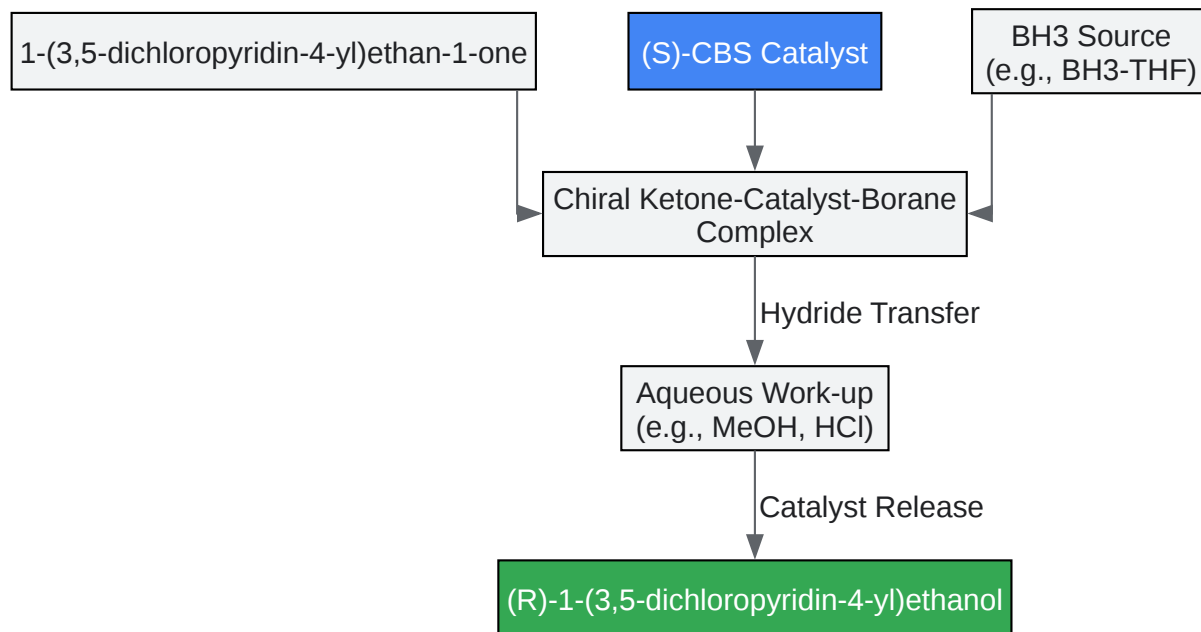 1-(3,5-dichloropyridin-4-yl)ethan-1-one
(S)-CBS Catalyst
BH3 Source
(e.g., BH3-THF)
Chiral Ketone-Catalyst-Borane
Complex
Hydride Transfer
Aqueous Work-up
(e.g., MeOH, HCl)
Catalyst Release
(R)-1-(3,5-dichloropyridin-4-yl)ethanol